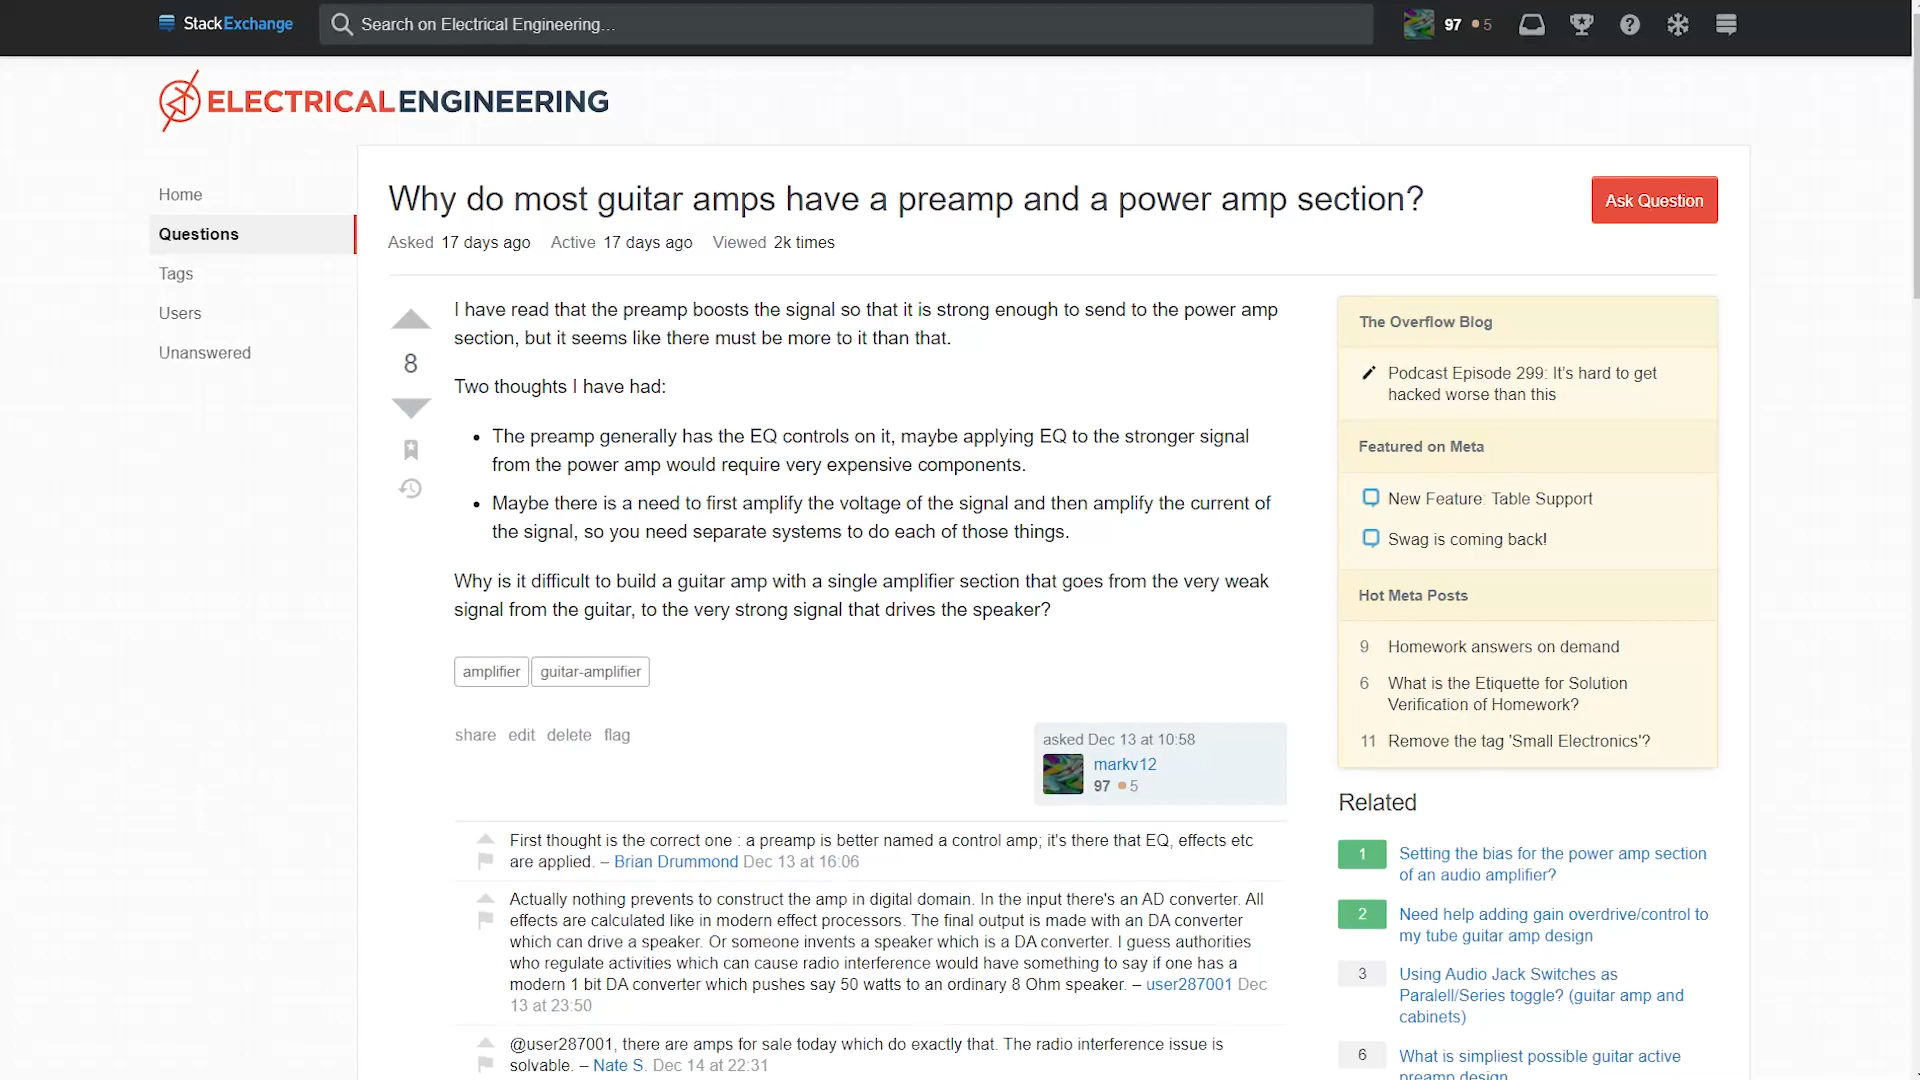 StackExchange
Search on Electrical Engineering...
97 5
ELECTRICALENGINEERING
Home
Questions
Tags
Users
Unanswered
Why do most guitar amps have a preamp and a power amp section?
Ask Question
Asked 17 days ago Active 17 days ago Viewed 2k times
I have read that the preamp boosts the signal so that it is strong enough to send to the power amp
section, but it seems like there must be more to it than that.
8
Two thoughts I have had:
• The preamp generally has the EQ controls on it, maybe applying EQ to the stronger signal
from the power amp would require very expensive components.
• Maybe there is a need to first amplify the voltage of the signal and then amplify the current of
the signal, so you need separate systems to do each of those things.
Why is it difficult to build a guitar amp with a single amplifier section that goes from the very weak
signal from the guitar, to the very strong signal that drives the speaker?
amplifier guitar-amplifier
share edit delete flag
asked Dec 13 at 10:58
markv12
97 5
First thought is the correct one : a preamp is better named a control amp; it's there that EQ, effects etc
are applied. – Brian Drummond Dec 13 at 16:06
Actually nothing prevents to construct the amp in digital domain. In the input there's an AD converter. All
effects are calculated like in modern effect processors. The final output is made with an DA converter
which can drive a speaker. Or someone invents a speaker which is a DA converter. I guess authorities
who regulate activities which can cause radio interference would have something to say if one has a
modern 1 bit DA converter which pushes say 50 watts to an ordinary 8 Ohm speaker. – user287001 Dec
13 at 23:50
@user287001, there are amps for sale today which do exactly that. The radio interference issue is
solvable. – Nate S. Dec 14 at 22:31
The Overflow Blog
Podcast Episode 299: It's hard to get
hacked worse than this
Featured on Meta
New Feature: Table Support
Swag is coming back!
Hot Meta Posts
9 Homework answers on demand
6 What is the Etiquette for Solution
Verification of Homework?
11 Remove the tag 'Small Electronics'?
Related
1 Setting the bias for the power amp section
of an audio amplifier?
2 Need help adding gain overdrive/control to
my tube guitar amp design
3 Using Audio Jack Switches as
Paralell/Series toggle? (guitar amp and
cabinets)
6 What is simpliest possible guitar active
preamp design